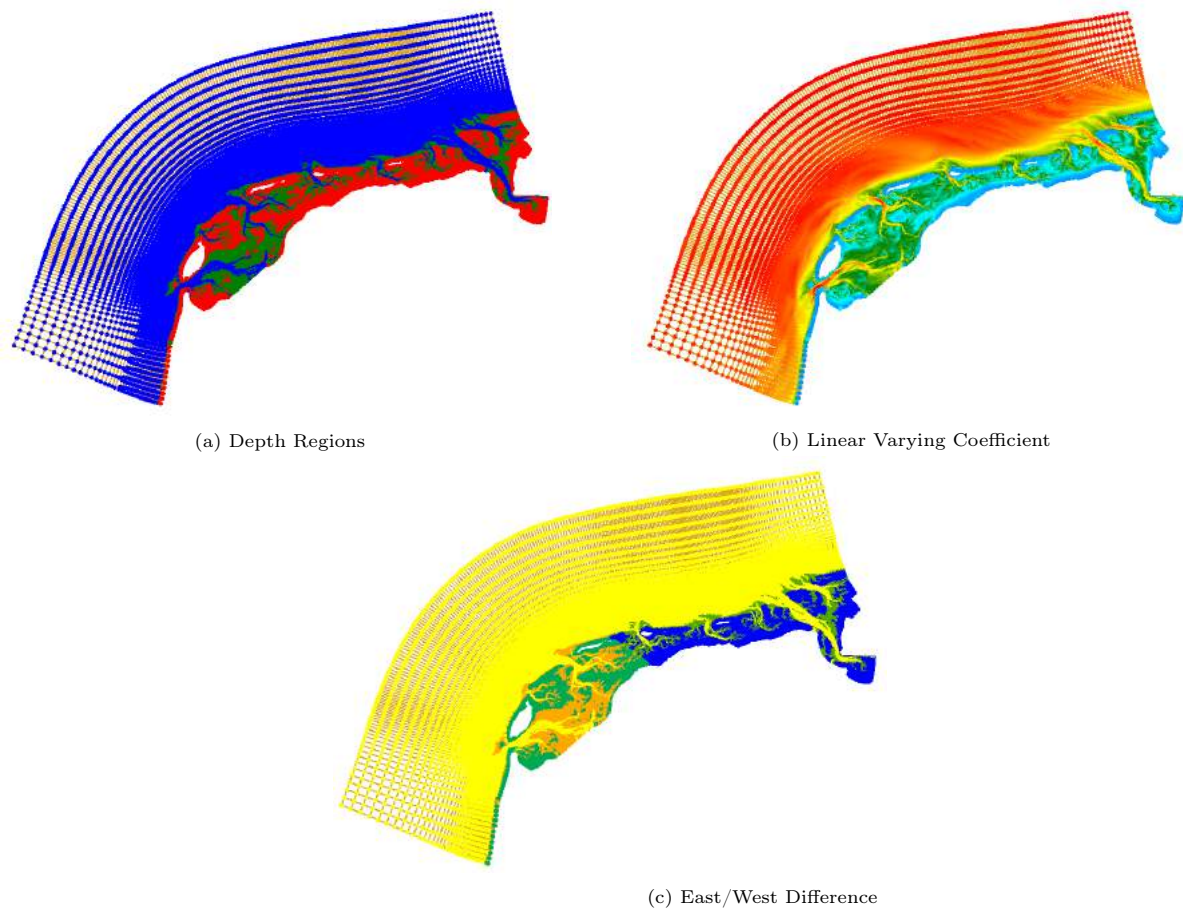 (a) Depth Regions
(b) Linear Varying Coefficient
(c) East/West Difference